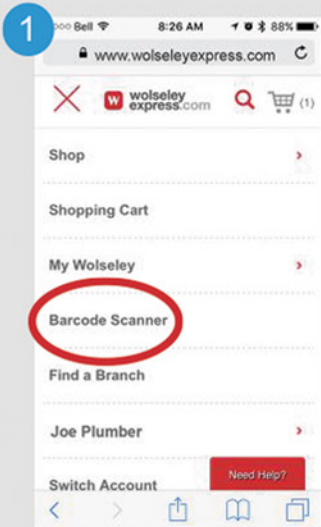 1
Bell 8:26 AM 88%
www.wolseleyexpress.com
W wolseley
express.com (1)
Shop
Shopping Cart
My Wolseley
Barcode Scanner
Find a Branch
Joe Plumber
Need Help?
Switch Account